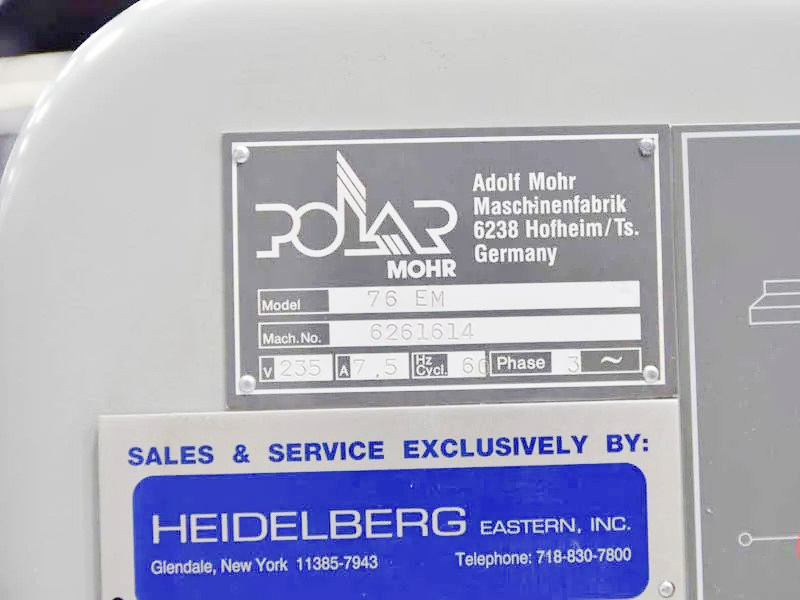 POLAR
MOHR
Adolf Mohr
Maschinenfabrik
6238 Hofheim/Ts.
Germany
Model 76 EM
Mach.No. 6261614
V 235 A 7.5 Hz Cycl. 60 Phase 3 ~
SALES & SERVICE EXCLUSIVELY BY:
HEIDELBERG EASTERN, INC.
Glendale, New York 11385-7943 Telephone: 718-830-7800